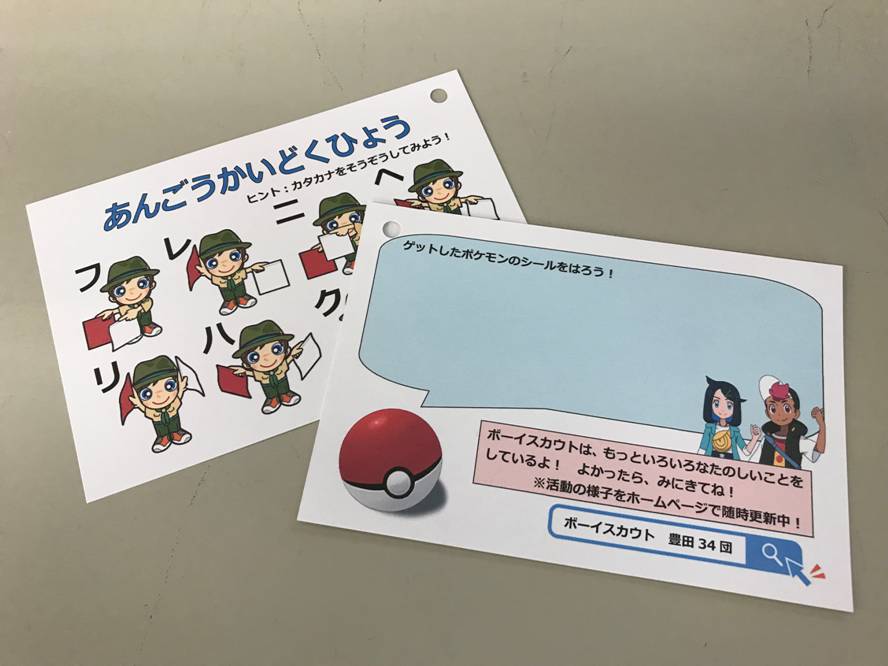 あんごうかいどくひょう
ヒント：カタカナをそうぞうしてみよう！
フ レ ニ ヘ
リ ハ ク
ゲットしたポケモンのシールをはろう！
ボーイスカウトは、もっといろいろなたのしいことを
しているよ！　よかったら、みにきてね！
※活動の様子をホームページで随時更新中！
ボーイスカウト　豊田 34 団